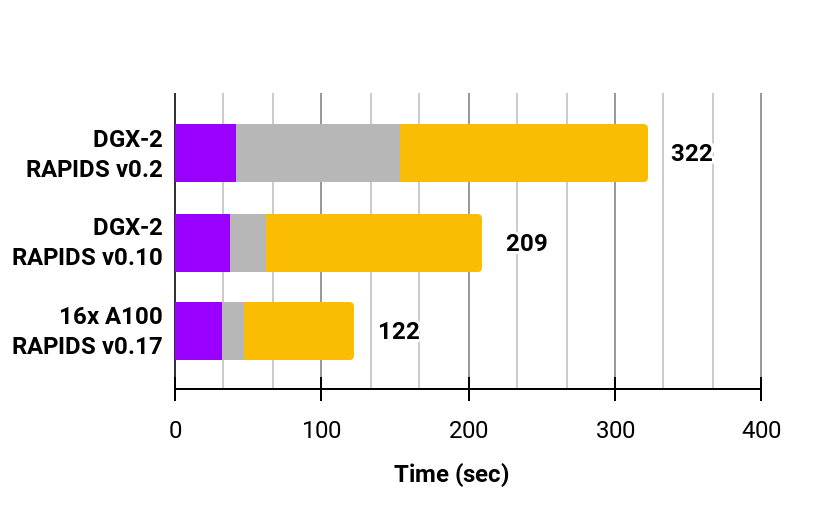 DGX-2
RAPIDS v0.2
322
DGX-2
RAPIDS v0.10
209
16x A100
RAPIDS v0.17
122
0 100 200 300 400
Time (sec)